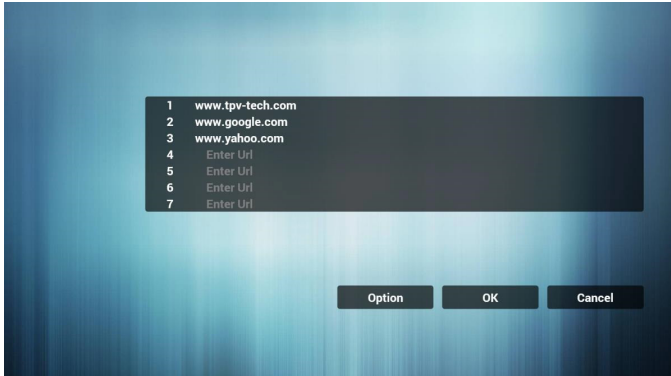 1 www.tpv-tech.com
2 www.google.com
3 www.yahoo.com
4 Enter Url
5 Enter Url
6 Enter Url
7 Enter Url
Option OK Cancel